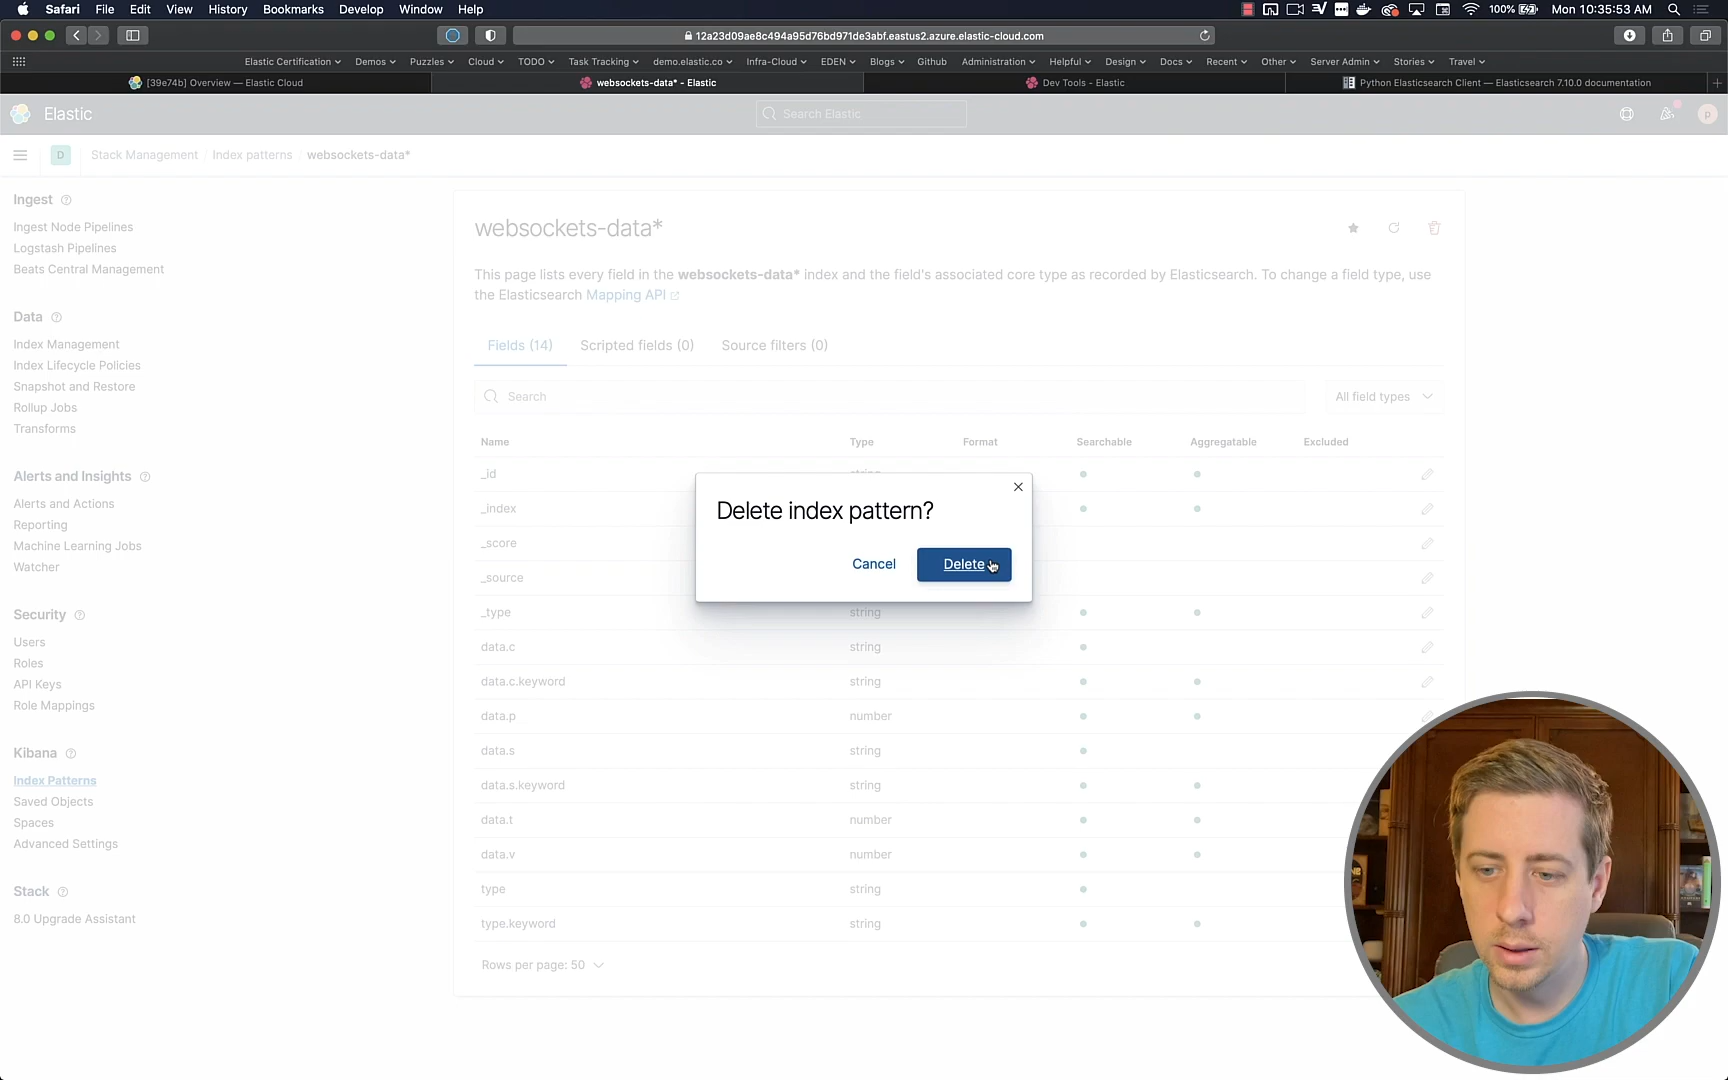 Safari File Edit View History Bookmarks Develop Window Help
100% Mon 10:35:53 AM
12a23d09ae8c494a95d76bd971de3abf.eastus2.azure.elastic-cloud.com
Elastic Certification Demos Puzzles Cloud TODO Task Tracking demo.elastic.co Infra-Cloud EDEN Blogs Github Administration Helpful Design Docs Recent Other Server Admin Stories Travel
[39e74b] Overview — Elastic Cloud
websockets-data* - Elastic
Dev Tools - Elastic
Python Elasticsearch Client — Elasticsearch 7.10.0 documentation
Elastic
Search Elastic
p
D
Stack Management / Index patterns / websockets-data*
Ingest
Ingest Node Pipelines
Logstash Pipelines
Beats Central Management
Data
Index Management
Index Lifecycle Policies
Snapshot and Restore
Rollup Jobs
Transforms
Alerts and Insights
Alerts and Actions
Reporting
Machine Learning Jobs
Watcher
Security
Users
Roles
API Keys
Role Mappings
Kibana
Index Patterns
Saved Objects
Spaces
Advanced Settings
Stack
8.0 Upgrade Assistant
websockets-data*
This page lists every field in the websockets-data* index and the field's associated core type as recorded by Elasticsearch. To change a field type, use
the Elasticsearch Mapping API
Fields (14) Scripted fields (0) Source filters (0)
Search
All field types
Name Type Format Searchable Aggregatable Excluded
_id string
_index
_score
_source
_type string
data.c string
data.c.keyword string
data.p number
data.s string
data.s.keyword string
data.t number
data.v number
type string
type.keyword string
Rows per page: 50
Delete index pattern?
Cancel
Delete